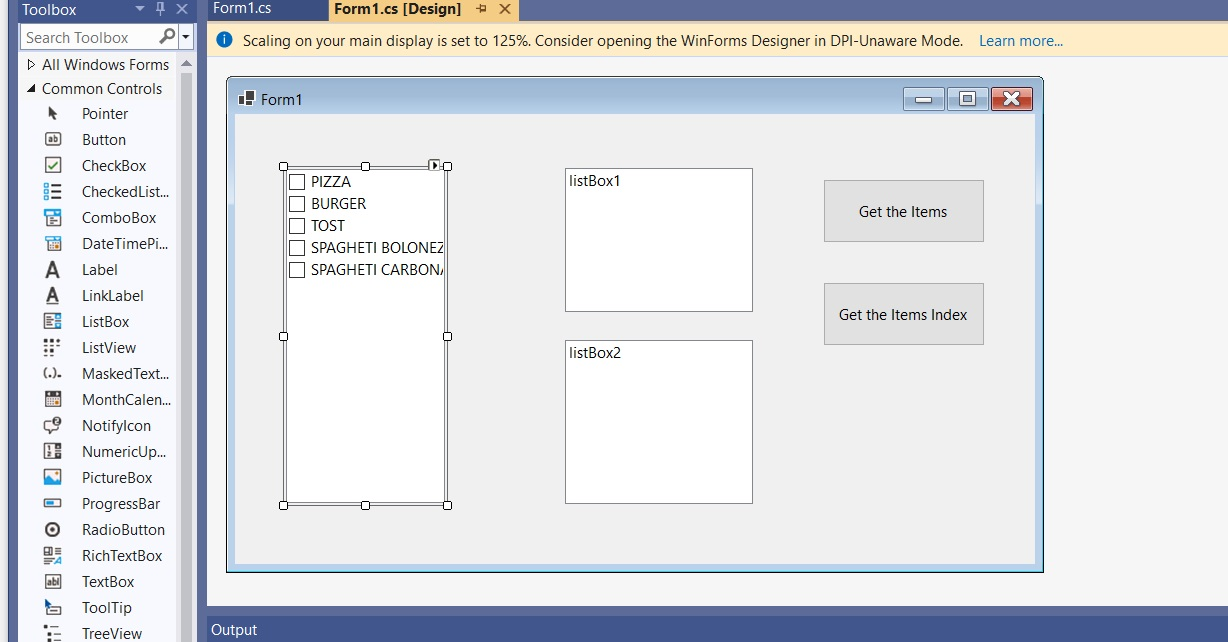 Toolbox
Search Toolbox
All Windows Forms
Common Controls
Pointer
Button
CheckBox
CheckedList...
ComboBox
DateTimePi...
Label
LinkLabel
ListBox
ListView
MaskedText...
MonthCalen...
NotifyIcon
NumericUp...
PictureBox
ProgressBar
RadioButton
RichTextBox
TextBox
ToolTip
TreeView
Form1.cs
Form1.cs [Design]
Scaling on your main display is set to 125%. Consider opening the WinForms Designer in DPI-Unaware Mode. Learn more...
Form1
PIZZA
BURGER
TOST
SPAGHETI BOLONEZ
SPAGHETI CARBONA
listBox1
listBox2
Get the Items
Get the Items Index
Output